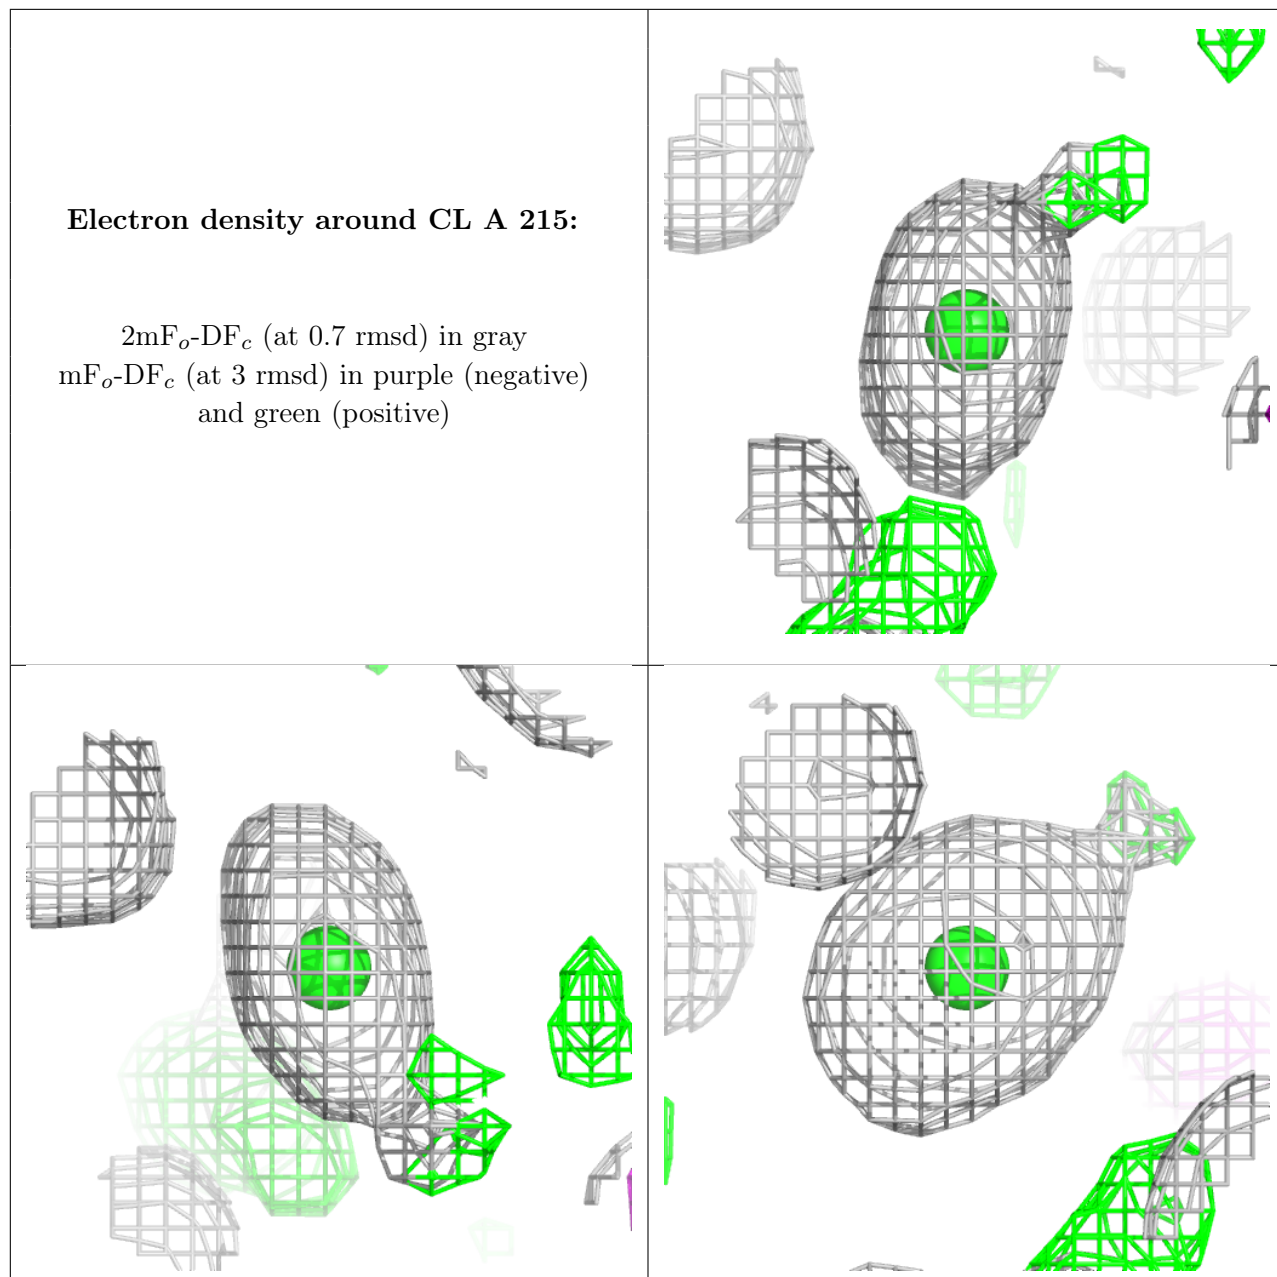 Electron density around CL A 215:
2mFo-DFc (at 0.7 rmsd) in gray
mFo-DFc (at 3 rmsd) in purple (negative)
and green (positive)